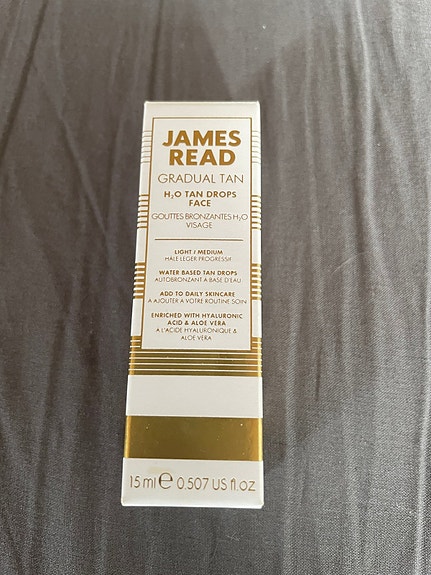 JAMES
READ
GRADUAL TAN
H₂O TAN DROPS
FACE
GOUTTES BRONZANTES H₂O
VISAGE
LIGHT / MEDIUM
HALE LEGER PROGRESSIF
WATER BASED TAN DROPS
AUTOBRONZANT A BASE D'EAU
ADD TO DAILY SKINCARE
A AJOUTER A VOTRE ROUTINE SOIN
ENRICHED WITH HYALURONIC
ACID & ALOE VERA
A L'ACIDE HYALURONIQUE &
ALOE VERA
15 ml ℮ 0.507 US fl.oz